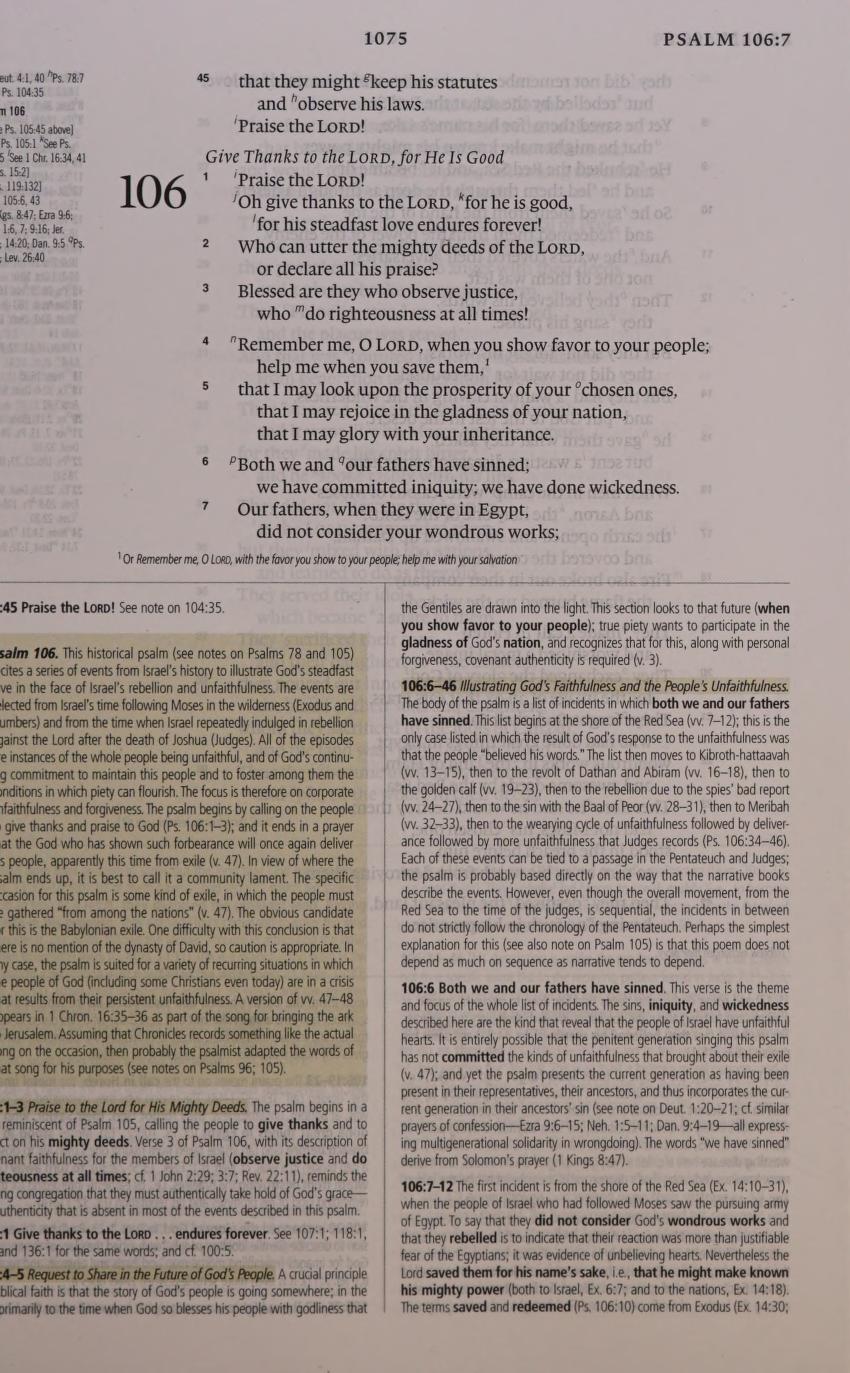 1075
PSALM 106:7
eut. 4:1, 40 ʰPs. 78:7
Ps. 104:35
m 106
Ps. 105:45 above]
Ps. 105:1 ᵏSee Ps.
5 ˡSee 1 Chr. 16:34, 41
s. 15:2]
. 119:132]
105:6, 43
Kgs. 8:47; Ezra 9:6;
1:6, 7; 9:16; Jer.
; 14:20; Dan. 9:5 �qPs.
; Lev. 26:40
45 that they might ᵍkeep his statutes
and ʰobserve his laws.
ⁱPraise the LORD!
Give Thanks to the LORD, for He Is Good
106 1 ⁱPraise the LORD!
ʲOh give thanks to the LORD, ᵏfor he is good,
ˡfor his steadfast love endures forever!
2 Who can utter the mighty deeds of the LORD,
or declare all his praise?
3 Blessed are they who observe justice,
who ᵐdo righteousness at all times!
4 ⁿRemember me, O LORD, when you show favor to your people;
help me when you save them,¹
5 that I may look upon the prosperity of your ᵒchosen ones,
that I may rejoice in the gladness of your nation,
that I may glory with your inheritance.
6 ᵖBoth we and qour fathers have sinned;
we have committed iniquity; we have done wickedness.
7 Our fathers, when they were in Egypt,
did not consider your wondrous works;
¹ Or Remember me, O LORD, with the favor you show to your people; help me with your salvation
:45 Praise the LORD! See note on 104:35.
salm 106. This historical psalm (see notes on Psalms 78 and 105)
cites a series of events from Israel's history to illustrate God's steadfast
ve in the face of Israel's rebellion and unfaithfulness. The events are
lected from Israel's time following Moses in the wilderness (Exodus and
umbers) and from the time when Israel repeatedly indulged in rebellion
gainst the Lord after the death of Joshua (Judges). All of the episodes
e instances of the whole people being unfaithful, and of God's continu-
g commitment to maintain this people and to foster among them the
onditions in which piety can flourish. The focus is therefore on corporate
nfaithfulness and forgiveness. The psalm begins by calling on the people
give thanks and praise to God (Ps. 106:1–3); and it ends in a prayer
at the God who has shown such forbearance will once again deliver
s people, apparently this time from exile (v. 47). In view of where the
salm ends up, it is best to call it a community lament. The specific
ccasion for this psalm is some kind of exile, in which the people must
e gathered "from among the nations" (v. 47). The obvious candidate
r this is the Babylonian exile. One difficulty with this conclusion is that
ere is no mention of the dynasty of David, so caution is appropriate. In
ny case, the psalm is suited for a variety of recurring situations in which
e people of God (including some Christians even today) are in a crisis
at results from their persistent unfaithfulness. A version of vv. 47–48
ppears in 1 Chron. 16:35–36 as part of the song for bringing the ark
Jerusalem. Assuming that Chronicles records something like the actual
ng on the occasion, then probably the psalmist adapted the words of
at song for his purposes (see notes on Psalms 96; 105).
:1–3 Praise to the Lord for His Mighty Deeds. The psalm begins in a
reminiscent of Psalm 105, calling the people to give thanks and to
ct on his mighty deeds. Verse 3 of Psalm 106, with its description of
nant faithfulness for the members of Israel (observe justice and do
teousness at all times; cf. 1 John 2:29; 3:7; Rev. 22:11), reminds the
ng congregation that they must authentically take hold of God's grace—
uthenticity that is absent in most of the events described in this psalm.
:1 Give thanks to the LORD . . . endures forever. See 107:1; 118:1,
and 136:1 for the same words; and cf. 100:5.
:4–5 Request to Share in the Future of God's People. A crucial principle
blical faith is that the story of God's people is going somewhere; in the
primarily to the time when God so blesses his people with godliness that
the Gentiles are drawn into the light. This section looks to that future (when
you show favor to your people); true piety wants to participate in the
gladness of God's nation, and recognizes that for this, along with personal
forgiveness, covenant authenticity is required (v. 3).
106:6–46 Illustrating God's Faithfulness and the People's Unfaithfulness.
The body of the psalm is a list of incidents in which both we and our fathers
have sinned. This list begins at the shore of the Red Sea (vv. 7–12); this is the
only case listed in which the result of God's response to the unfaithfulness was
that the people "believed his words." The list then moves to Kibroth-hattaavah
(vv. 13–15), then to the revolt of Dathan and Abiram (vv. 16–18), then to
the golden calf (vv. 19–23), then to the rebellion due to the spies' bad report
(vv. 24–27), then to the sin with the Baal of Peor (vv. 28–31), then to Meribah
(vv. 32–33), then to the wearying cycle of unfaithfulness followed by deliver-
ance followed by more unfaithfulness that Judges records (Ps. 106:34–46).
Each of these events can be tied to a passage in the Pentateuch and Judges;
the psalm is probably based directly on the way that the narrative books
describe the events. However, even though the overall movement, from the
Red Sea to the time of the judges, is sequential, the incidents in between
do not strictly follow the chronology of the Pentateuch. Perhaps the simplest
explanation for this (see also note on Psalm 105) is that this poem does not
depend as much on sequence as narrative tends to depend.
106:6 Both we and our fathers have sinned. This verse is the theme
and focus of the whole list of incidents. The sins, iniquity, and wickedness
described here are the kind that reveal that the people of Israel have unfaithful
hearts. It is entirely possible that the penitent generation singing this psalm
has not committed the kinds of unfaithfulness that brought about their exile
(v. 47); and yet the psalm presents the current generation as having been
present in their representatives, their ancestors, and thus incorporates the cur-
rent generation in their ancestors' sin (see note on Deut. 1:20–21; cf. similar
prayers of confession—Ezra 9:6–15; Neh. 1:5–11; Dan. 9:4–19—all express-
ing multigenerational solidarity in wrongdoing). The words "we have sinned"
derive from Solomon's prayer (1 Kings 8:47).
106:7–12 The first incident is from the shore of the Red Sea (Ex. 14:10–31),
when the people of Israel who had followed Moses saw the pursuing army
of Egypt. To say that they did not consider God's wondrous works and
that they rebelled is to indicate that their reaction was more than justifiable
fear of the Egyptians; it was evidence of unbelieving hearts. Nevertheless the
Lord saved them for his name's sake, i.e., that he might make known
his mighty power (both to Israel, Ex. 6:7; and to the nations, Ex. 14:18).
The terms saved and redeemed (Ps. 106:10) come from Exodus (Ex. 14:30;